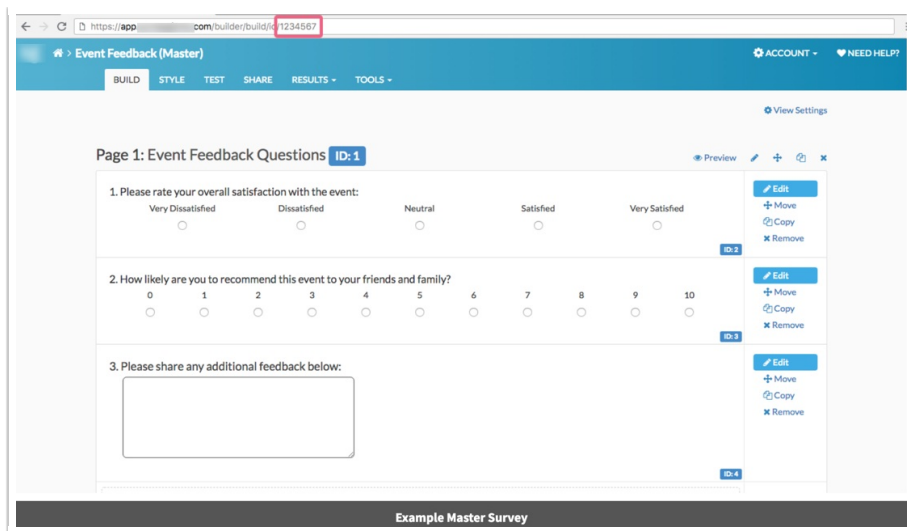 https://app. .com/builder/build/id/1234567
Event Feedback (Master)
ACCOUNT
NEED HELP?
BUILD STYLE TEST SHARE RESULTS TOOLS
View Settings
Page 1: Event Feedback Questions ID: 1
Preview
1. Please rate your overall satisfaction with the event:
Very Dissatisfied Dissatisfied Neutral Satisfied Very Satisfied
ID: 2
Edit
Move
Copy
Remove
2. How likely are you to recommend this event to your friends and family?
0 1 2 3 4 5 6 7 8 9 10
ID: 3
Edit
Move
Copy
Remove
3. Please share any additional feedback below:
ID: 4
Edit
Move
Copy
Remove
Example Master Survey